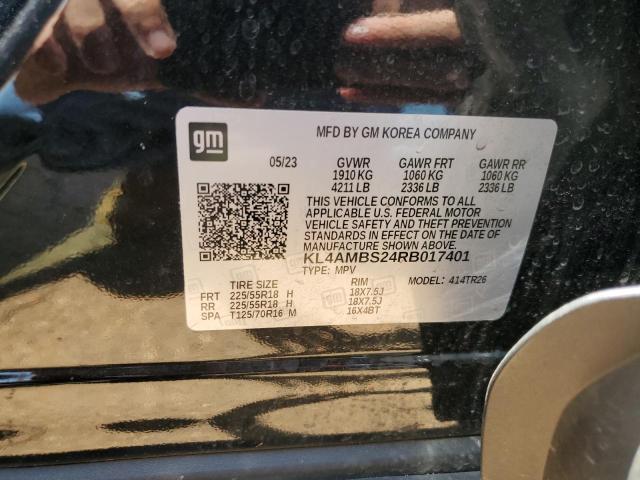 gm
MFD BY GM KOREA COMPANY
05/23 GVWR GAWR FRT GAWR RR
1910 KG 1060 KG 1060 KG
4211 LB 2336 LB 2336 LB
THIS VEHICLE CONFORMS TO ALL
APPLICABLE U.S. FEDERAL MOTOR
VEHICLE SAFETY AND THEFT PREVENTION
STANDARDS IN EFFECT ON THE DATE OF
MANUFACTURE SHOWN ABOVE.
KL4AMBS24RB017401
TYPE: MPV MODEL: 414TR26
TIRE SIZE RIM
FRT 225/55R18 H 18X7.5J
RR 225/55R18 H 18X7.5J
SPA T125/70R16 M 16X4BT